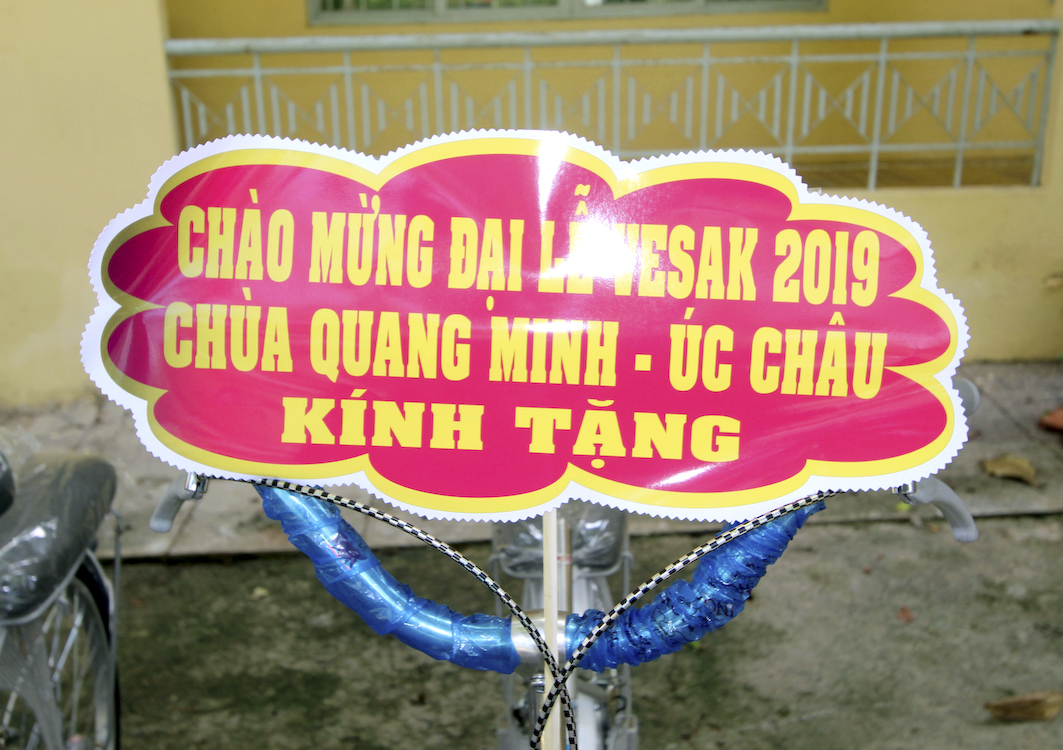 CHÀO MỪNG ĐẠI LỄ VESAK 2019
CHÙA QUANG MINH - ÚC CHÂU
KÍNH TẶNG